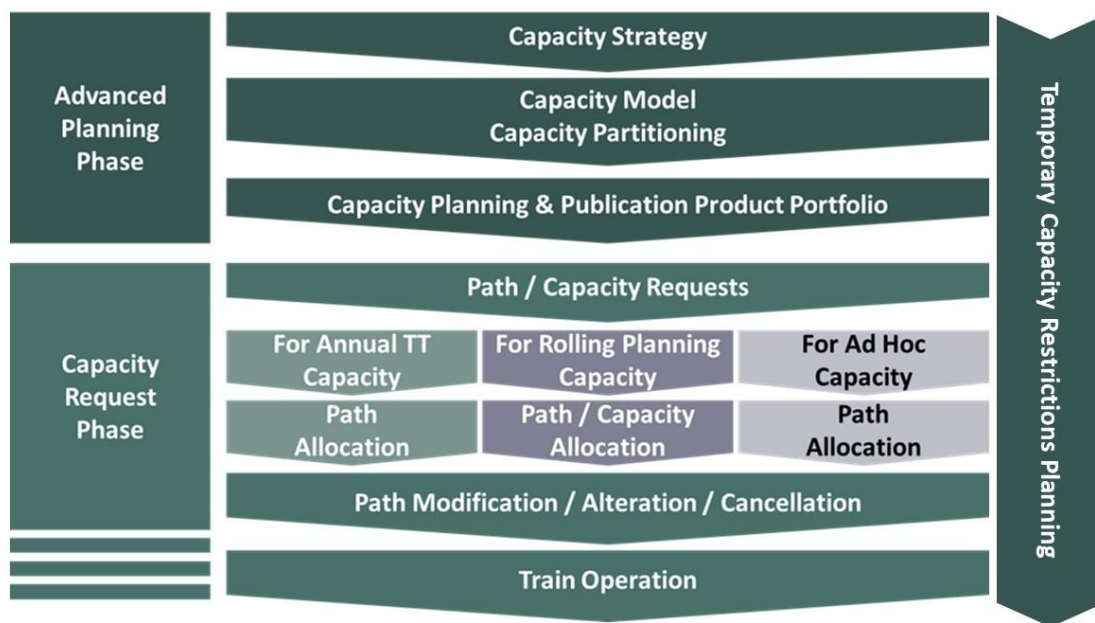 Advanced
Planning
Phase
Capacity Strategy
Capacity Model
Capacity Partitioning
Capacity Planning & Publication Product Portfolio
Capacity
Request
Phase
Path / Capacity Requests
For Annual TT
Capacity
For Rolling Planning
Capacity
For Ad Hoc
Capacity
Path
Allocation
Path / Capacity
Allocation
Path
Allocation
Path Modification / Alteration / Cancellation
Train Operation
Temporary Capacity Restrictions Planning